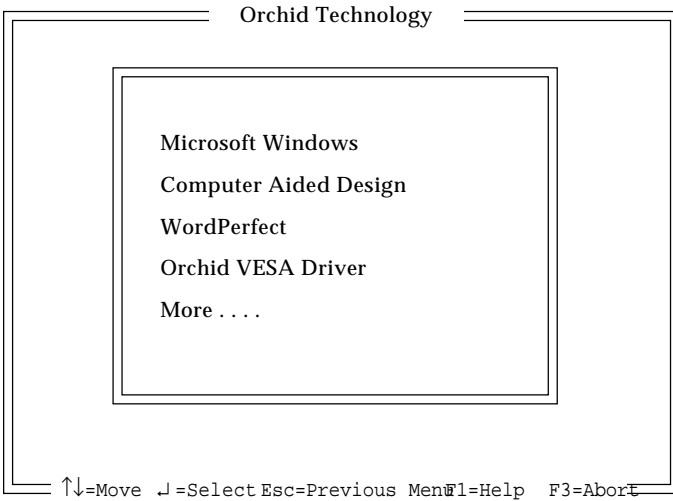 Orchid Technology
Microsoft Windows
Computer Aided Design
WordPerfect
Orchid VESA Driver
More . . . .
↑↓=Move ↵=Select Esc=Previous Menu F1=Help F3=Abort